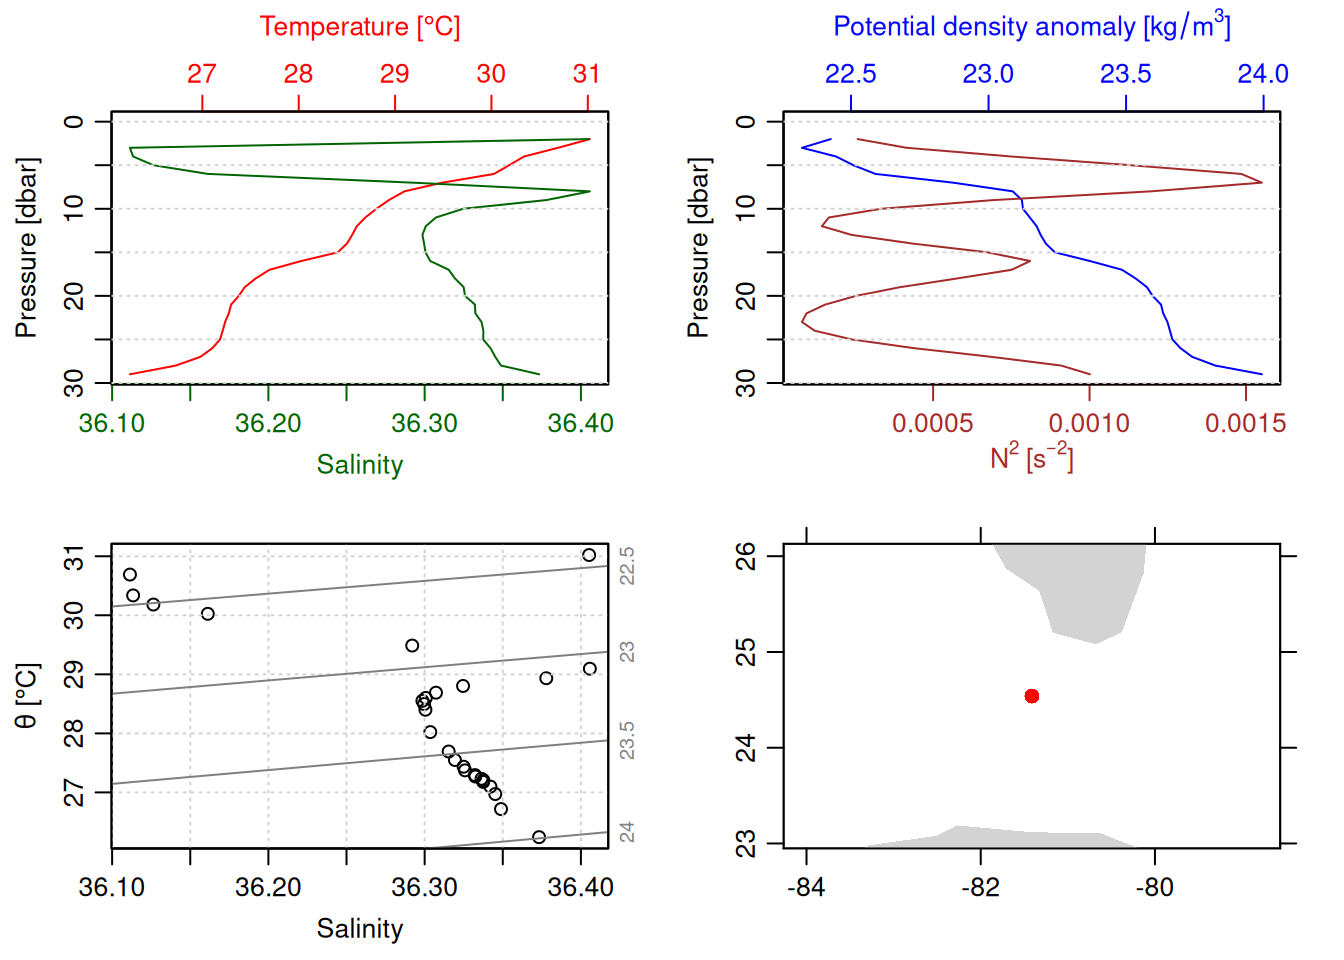 Temperature [°C]
27 28 29 30 31
Pressure [dbar]
0
10
20
30
36.10 36.20 36.30 36.40
Salinity
Potential density anomaly [kg/m³]
22.5 23.0 23.5 24.0
Pressure [dbar]
0
10
20
30
0.0005 0.0010 0.0015
N² [s⁻²]
θ [°C]
31
30
29
28
27
22.5
23
23.5
24
36.10 36.20 36.30 36.40
Salinity
26
25
24
23
-84 -82 -80